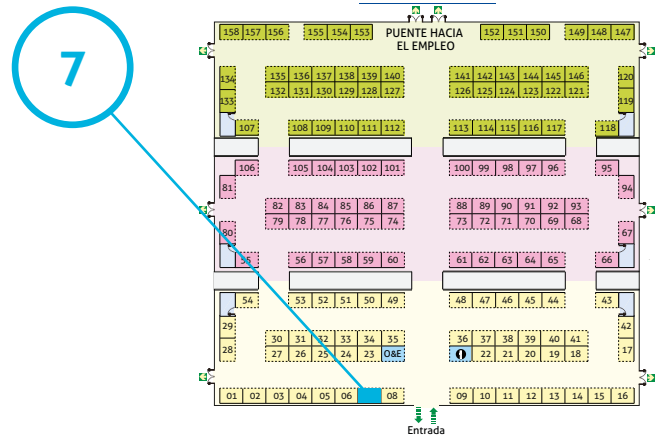 7
158 157 156 155 154 153 PUENTE HACIA EL EMPLEO 152 151 150 149 148 147
134 135 136 137 138 139 140 141 142 143 144 145 146 120
133 132 131 130 129 128 127 126 125 124 123 122 121 119
107 108 109 110 111 112 113 114 115 116 117 118
106 105 104 103 102 101 100 99 98 97 96 95
81 94
82 83 84 85 86 87 88 89 90 91 92 93
80 79 78 77 76 75 74 73 72 71 70 69 68 67
55 56 57 58 59 60 61 62 63 64 65 66
54 53 52 51 50 49 48 47 46 45 44 43
29 42
30 31 32 33 34 35 36 37 38 39 40 41
28 27 26 25 24 23 O&E 22 21 20 19 18 17
01 02 03 04 05 06 08 09 10 11 12 13 14 15 16
Entrada